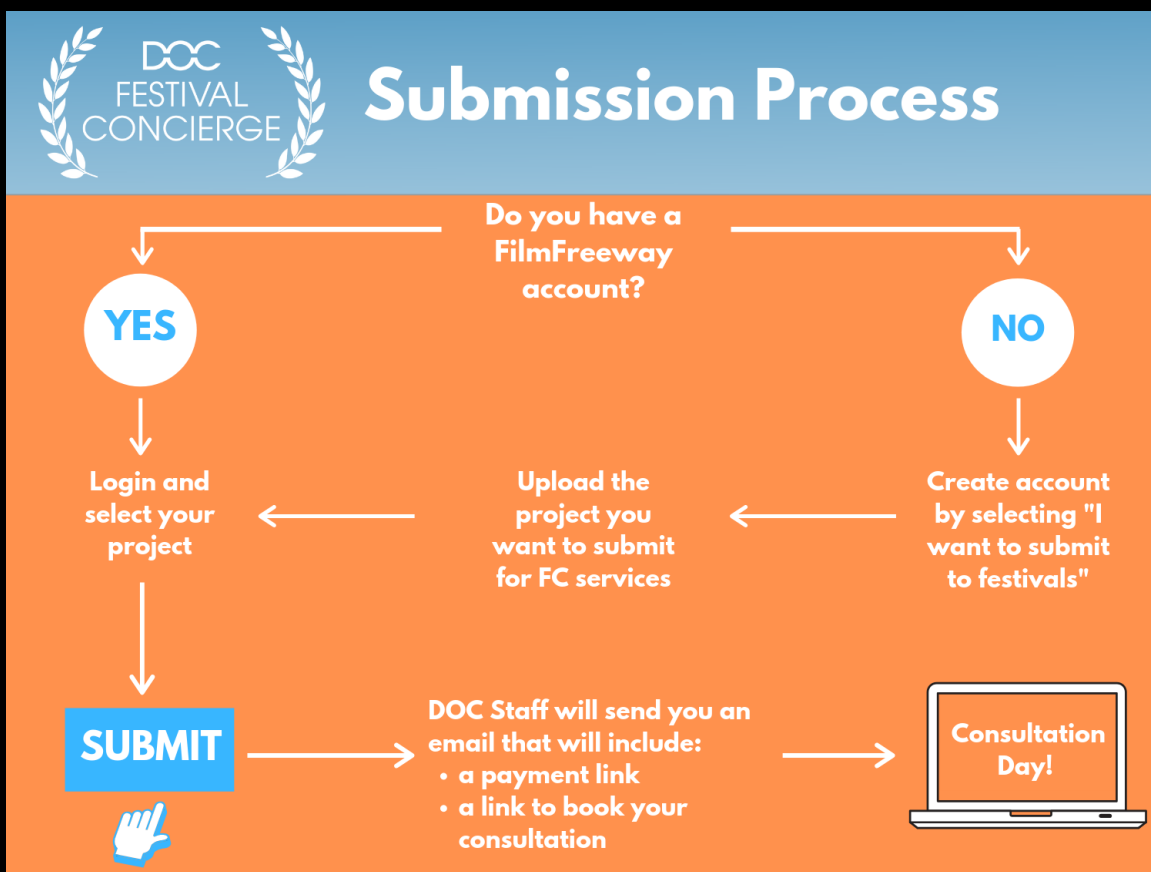 DOC
FESTIVAL
CONCIERGE
Submission Process
Do you have a
FilmFreeway
account?
YES
NO
Login and
select your
project
Upload the
project you
want to submit
for FC services
Create account
by selecting "I
want to submit
to festivals"
SUBMIT
DOC Staff will send you an
email that will include:
• a payment link
• a link to book your
consultation
Consultation
Day!